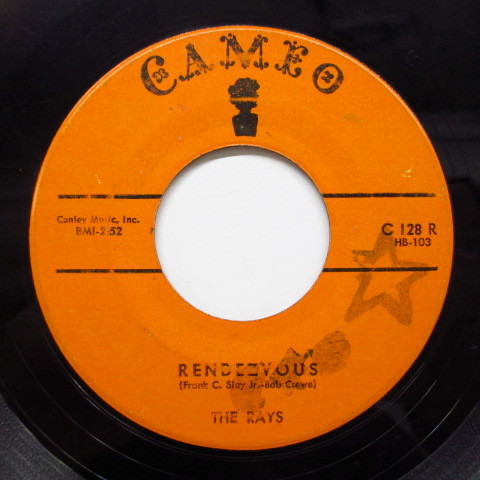 CAMEO
Conley Music, Inc.
BMI-2:52
C 128 R
HB-103
RENDEZVOUS
(Frank C. Slay Jr.-Bob Crewe)
THE RAYS